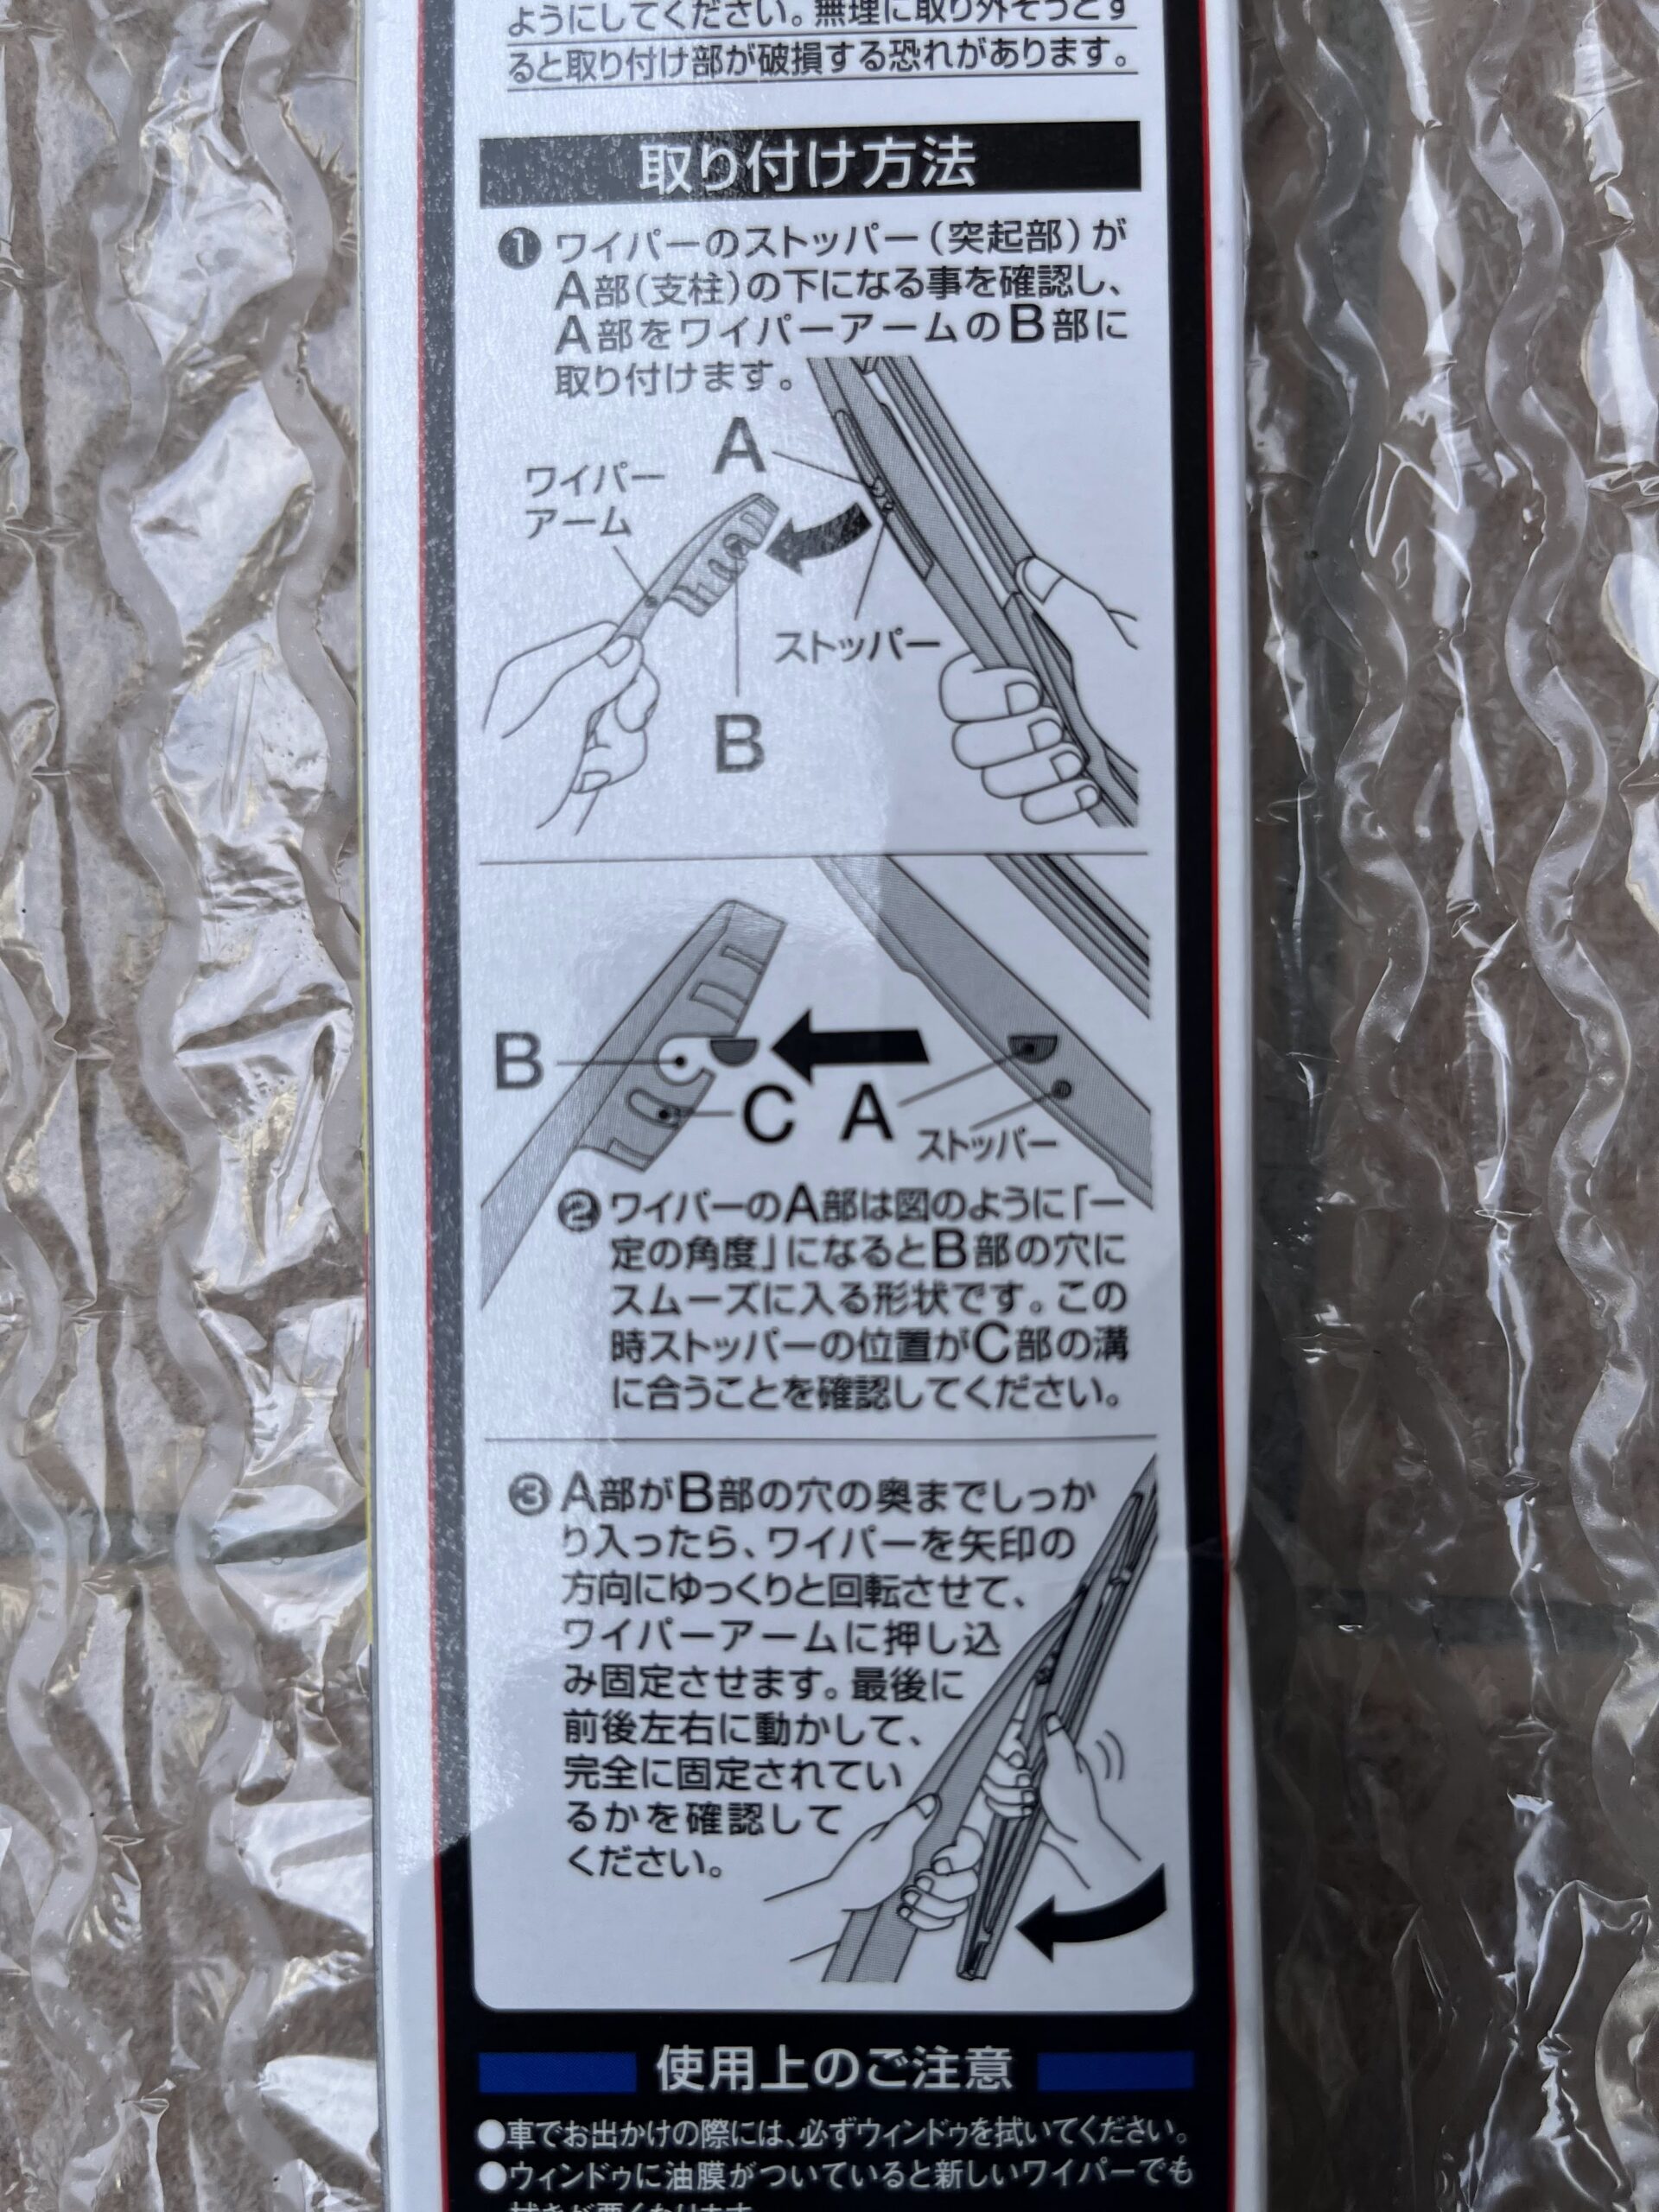 ようにしてください。無理に取り外そうとす
ると取り付け部が破損する恐れがあります。
取り付け方法
❶ワイパーのストッパー(突起部)が
A部(支柱)の下になる事を確認し、
A部をワイパーアームのB部に
取り付けます。
A
ワイパー
アーム
ストッパー
B
B
C
A
ストッパー
❷ワイパーのA部は図のように「一
定の角度」になるとB部の穴に
スムーズに入る形状です。この
時ストッパーの位置がC部の溝
に合うことを確認してください。
❸A部がB部の穴の奥までしっか
り入ったら、ワイパーを矢印の
方向にゆっくりと回転させて、
ワイパーアームに押し込
み固定させます。最後に
前後左右に動かして、
完全に固定されてい
るかを確認して
ください。
使用上のご注意
●車でお出かけの際には、必ずウィンドゥを拭いてください。
●ウィンドゥに油膜がついていると新しいワイパーでも
拭きが悪くなります